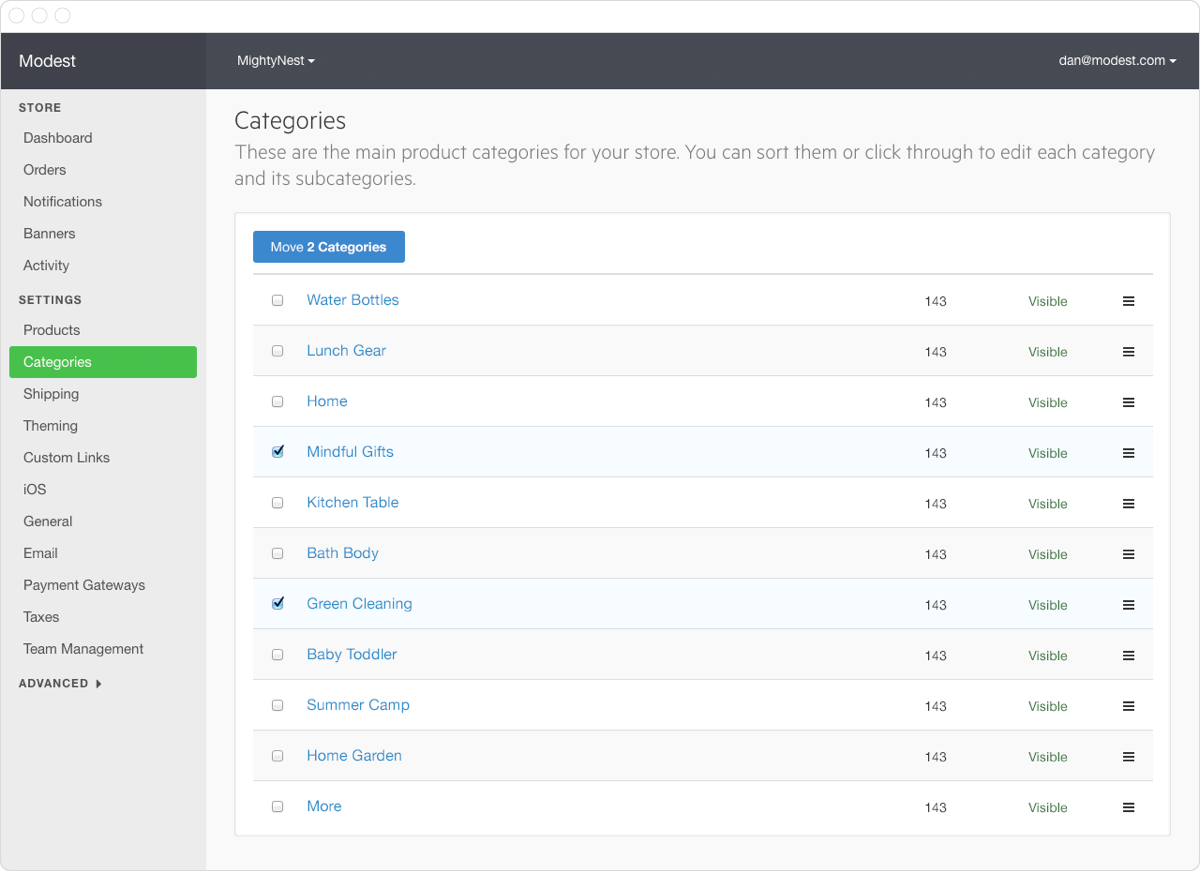 Modest
MightyNest
dan@modest.com
STORE
Dashboard
Orders
Notifications
Banners
Activity
SETTINGS
Products
Categories
Shipping
Theming
Custom Links
iOS
General
Email
Payment Gateways
Taxes
Team Management
ADVANCED
Categories
These are the main product categories for your store. You can sort them or click through to edit each category
and its subcategories.
Move 2 Categories
Water Bottles 143 Visible
Lunch Gear 143 Visible
Home 143 Visible
Mindful Gifts 143 Visible
Kitchen Table 143 Visible
Bath Body 143 Visible
Green Cleaning 143 Visible
Baby Toddler 143 Visible
Summer Camp 143 Visible
Home Garden 143 Visible
More 143 Visible